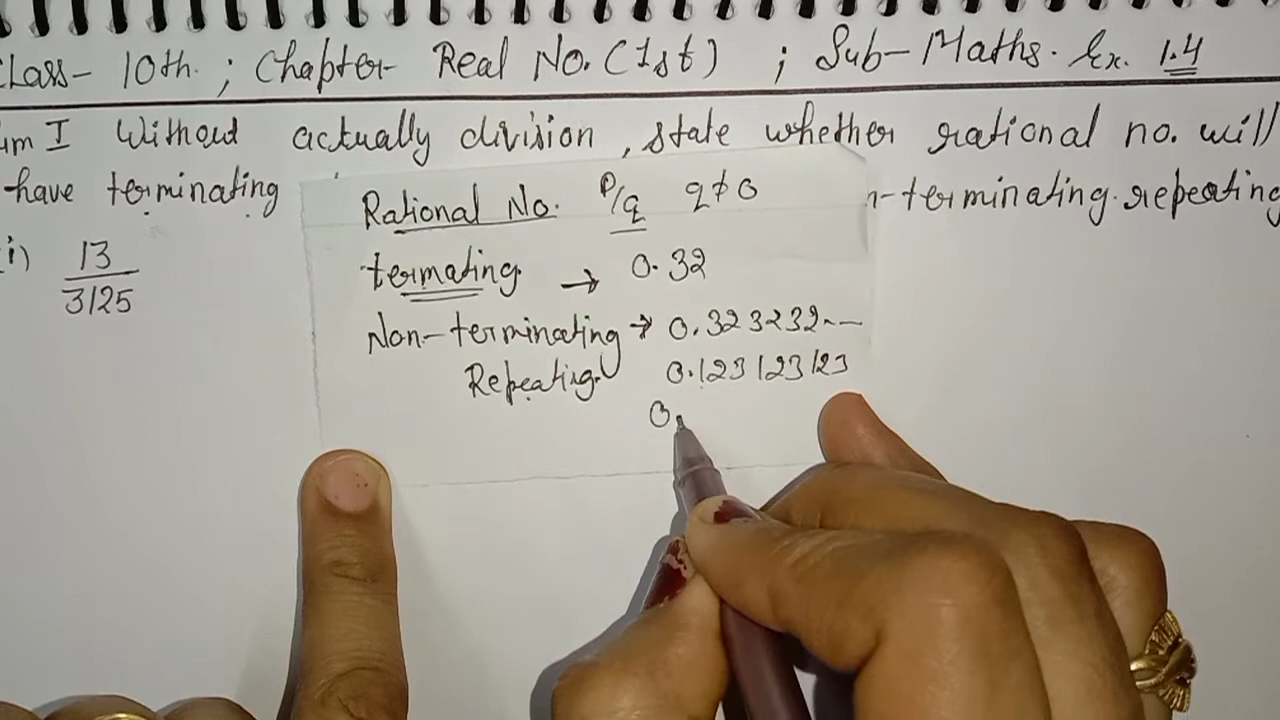 Class- 10th. ; Chapter- Real No. (1st) ; Sub- Maths. Ex. 1.4
I Without actually division, state whether rational no. will
have terminating n-terminating repeating
i) 13/3125
Rational No. P/q q≠0
termating → 0.32
Non-terminating → 0.323232---
Repeating. 0.123123123
0.